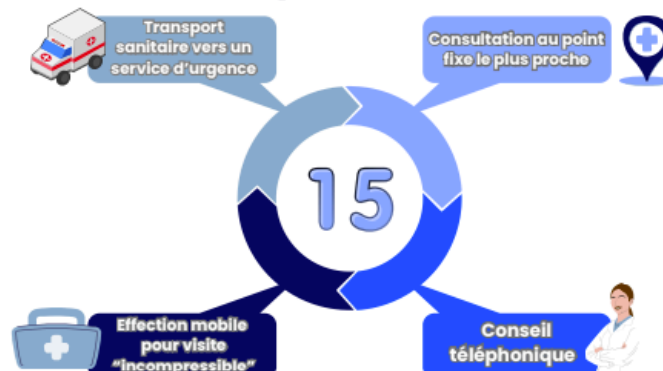 Transport
sanitaire vers un
service d'urgence
Consultation au point
fixe le plus proche
15
Effection mobile
pour visite
"incompressible"
Conseil
téléphonique